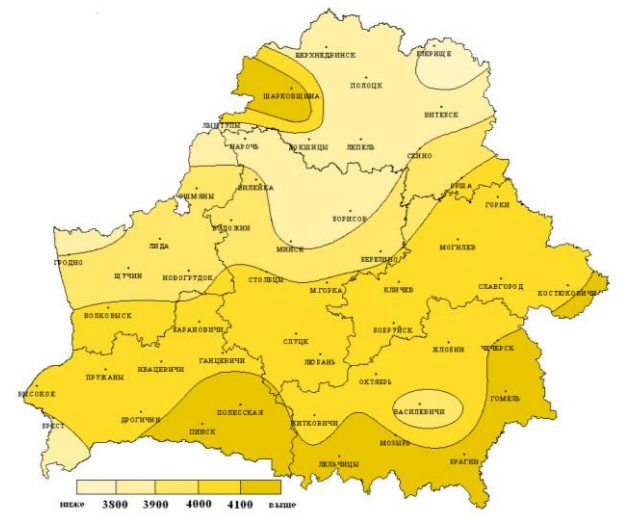 ВЕРХНЕДВИНСК
ЕЗЕРИЩЕ
ШАРКОВЩИНА
ПОЛОЦК
ВИТЕБСК
ЛЫНТУПЫ
НАРОЧЬ
ДОКШИЦЫ
ЛЕПЕЛЬ
СЕННО
ОШМЯНЫ
ВИЛЕЙКА
ОРША
ГОРКИ
БОРИСОВ
ВОЛОЖИН
МИНСК
ЛИДА
МОГИЛЕВ
БЕРЕЗИНО
ГРОДНО
ЩУЧИН
НОВОГРУДОК
СТОЛБЦЫ
М.ГОРКА
КЛИЧЕВ
СЛАВГОРОД
КОСТЮКОВИЧИ
ВОЛКОВЫСК
БАРАНОВИЧИ
БОБРУЙСК
СЛУЦК
ЖЛОБИН
ЧЕЧЕРСК
ГАНЦЕВИЧИ
ЛЮБАНЬ
ПРУЖАНЫ
ИВАЦЕВИЧИ
ОКТЯБРЬ
ВЫСОКОЕ
ГОМЕЛЬ
ПОЛЕССКАЯ
ВАСИЛЕВИЧИ
ДРОГИЧИН
БРЕСТ
ПИНСК
ЖИТКОВИЧИ
МОЗЫРЬ
ЛЕЛЬЧИЦЫ
БРАГИН
НИЖЕ 3800 3900 4000 4100 ВЫШЕ